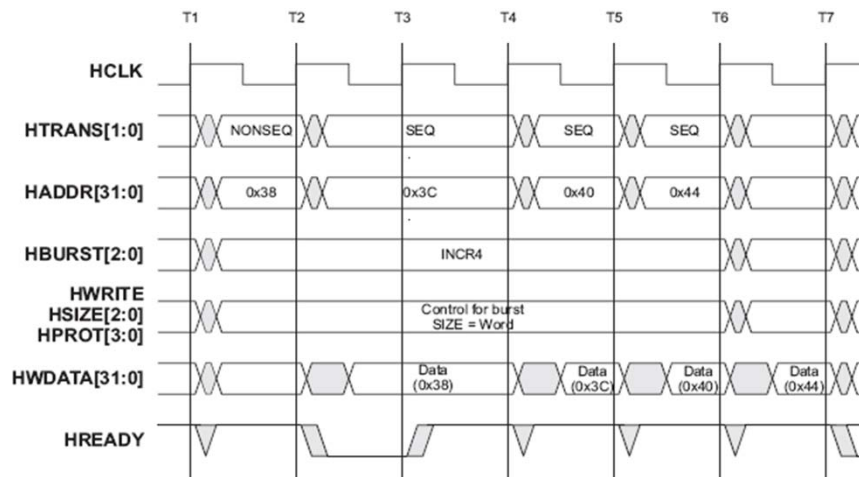 T1 T2 T3 T4 T5 T6 T7
HCLK
HTRANS[1:0] NONSEQ SEQ SEQ SEQ
HADDR[31:0] 0x38 0x3C 0x40 0x44
HBURST[2:0] INCR4
HWRITE
HSIZE[2:0] Control for burst
HPROT[3:0] SIZE = Word
HWDATA[31:0] Data Data Data Data
(0x38) (0x3C) (0x40) (0x44)
HREADY